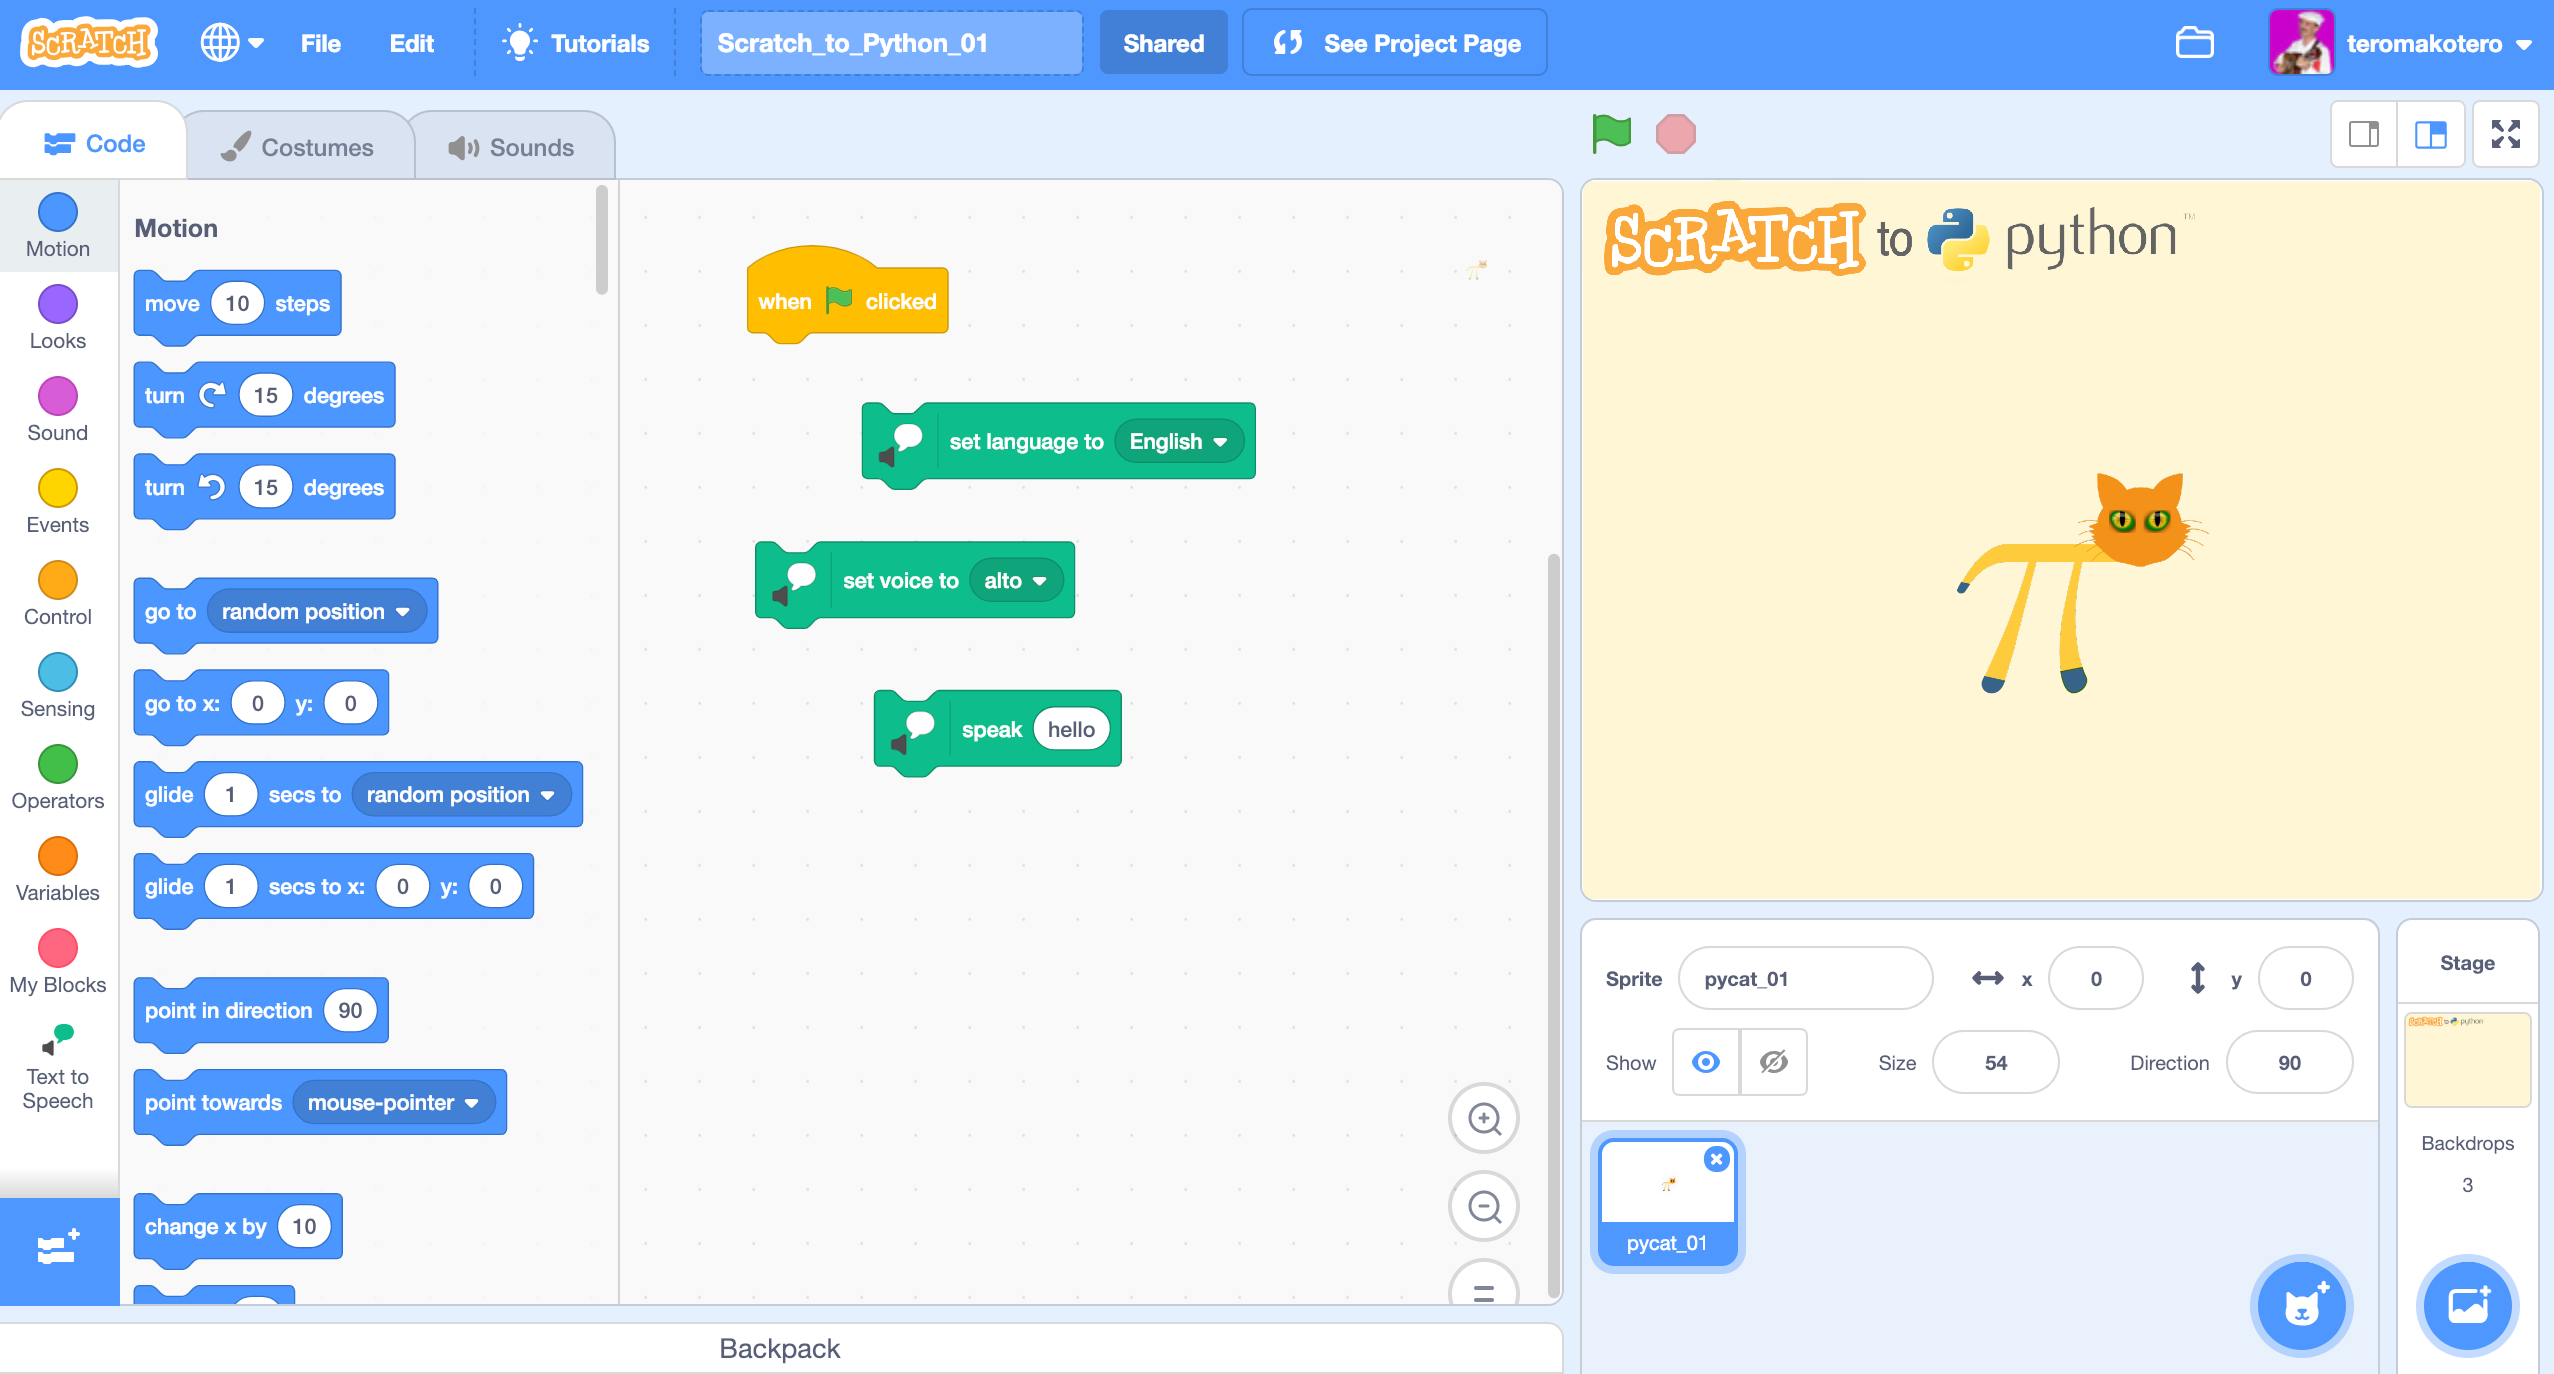 SCRATCH
File
Edit
Tutorials
Scratch_to_Python_01
Shared
See Project Page
teromakotero
Code
Costumes
Sounds
Motion
Looks
Sound
Events
Control
Sensing
Operators
Variables
My Blocks
Text to
Speech
Motion
move 10 steps
turn 15 degrees
turn 15 degrees
go to random position
go to x: 0 y: 0
glide 1 secs to random position
glide 1 secs to x: 0 y: 0
point in direction 90
point towards mouse-pointer
change x by 10
when clicked
set language to English
set voice to alto
speak hello
Backpack
SCRATCH to python™
Sprite pycat_01 x 0 y 0
Show Size 54 Direction 90
pycat_01
Stage
SCRATCH to python
Backdrops
3